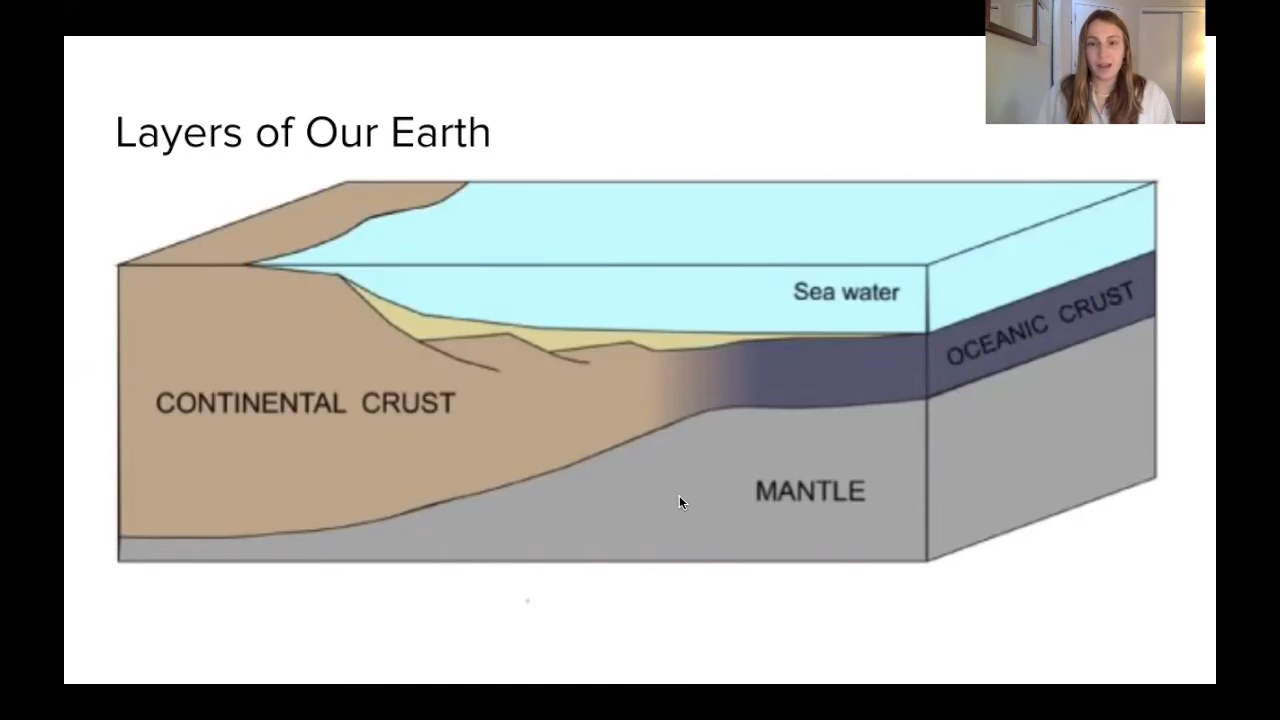 Layers of Our Earth
Sea water
OCEANIC CRUST
CONTINENTAL CRUST
MANTLE